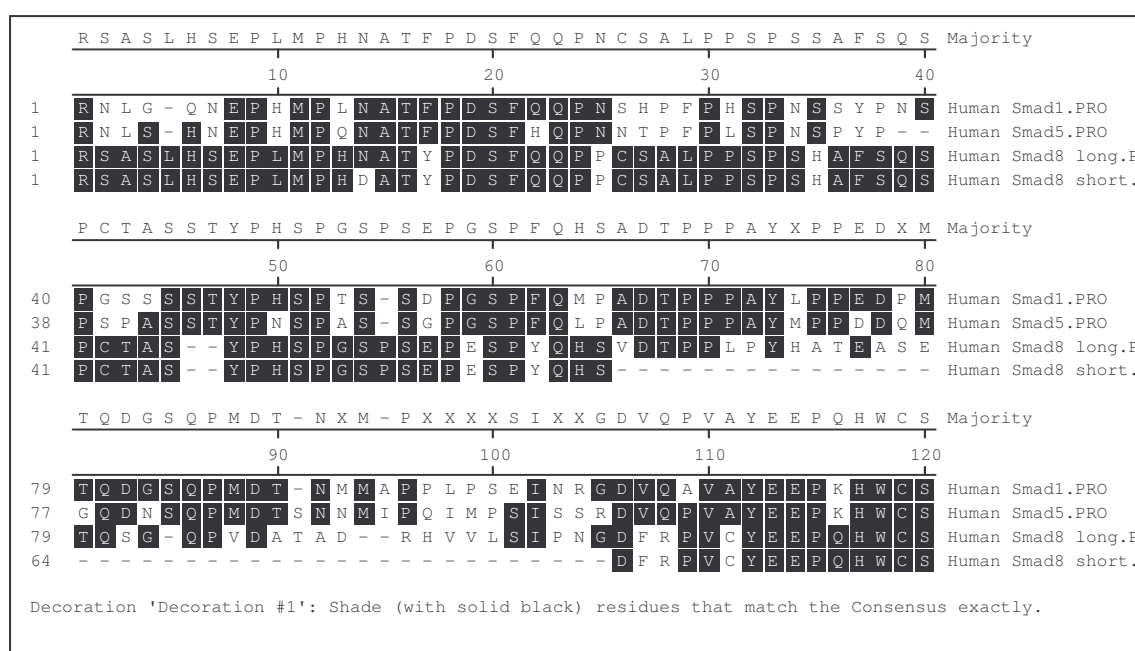 R S A S L H S E P L M P H N A T F P D S F Q Q P N C S A L P P S P S S A F S Q S Majority
10 20 30 40
1 R N L G - Q N E P H M P L N A T F P D S F Q Q P N S H P F P H S P N S S Y P N S Human Smad1.PRO
1 R N L S - H N E P H M P Q N A T F P D S F H Q P N N T P F P L S P N S P Y P - - Human Smad5.PRO
1 R S A S L H S E P L M P H N A T Y P D S F Q Q P P C S A L P P S P S H A F S Q S Human Smad8 long.P
1 R S A S L H S E P L M P H D A T Y P D S F Q Q P P C S A L P P S P S H A F S Q S Human Smad8 short.
P C T A S S T Y P H S P G S P S E P G S P F Q H S A D T P P P A Y X P P E D X M Majority
50 60 70 80
40 P G S S S S T Y P H S P T S - S D P G S P F Q M P A D T P P P A Y L P P E D P M Human Smad1.PRO
38 P S P A S S T Y P N S P A S - S G P G S P F Q L P A D T P P P A Y M P P D D Q M Human Smad5.PRO
41 P C T A S - - Y P H S P G S P S E P E S P Y Q H S V D T P P L P Y H A T E A S E Human Smad8 long.P
41 P C T A S - - Y P H S P G S P S E P E S P Y Q H S - - - - - - - - - - - - - - - Human Smad8 short.
T Q D G S Q P M D T - N X M - P X X X X S I X X G D V Q P V A Y E E P Q H W C S Majority
90 100 110 120
79 T Q D G S Q P M D T - N M M A P P L P S E I N R G D V Q A V A Y E E P K H W C S Human Smad1.PRO
77 G Q D N S Q P M D T S N N M I P Q I M P S I S S R D V Q P V A Y E E P K H W C S Human Smad5.PRO
79 T Q S G - Q P V D A T A D - - R H V V L S I P N G D F R P V C Y E E P Q H W C S Human Smad8 long.P
64 - - - - - - - - - - - - - - - - - - - - - - - - - D F R P V C Y E E P Q H W C S Human Smad8 short.
Decoration 'Decoration #1': Shade (with solid black) residues that match the Consensus exactly.